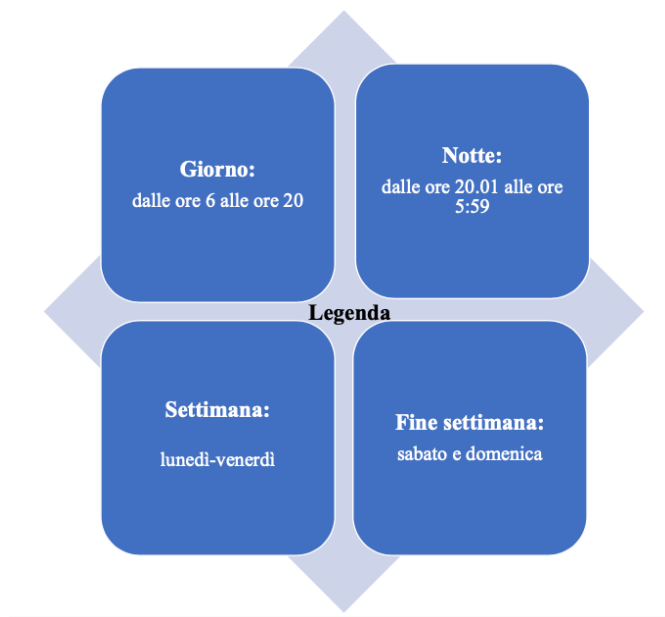 Giorno:
dalle ore 6 alle ore 20
Notte:
dalle ore 20.01 alle ore
5:59
Legenda
Settimana:
lunedì-venerdì
Fine settimana:
sabato e domenica